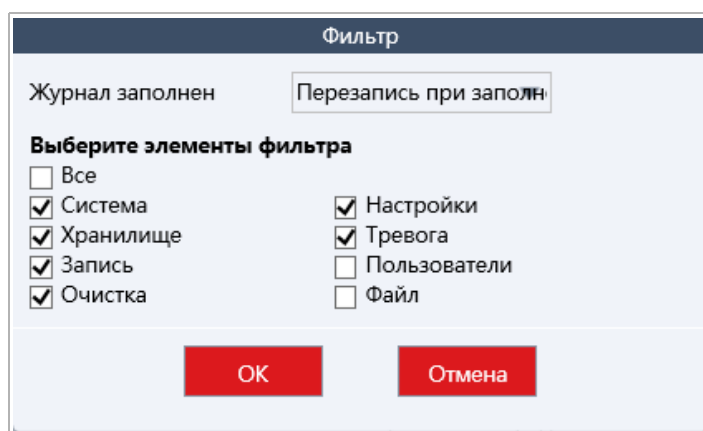 Фильтр
Журнал заполнен Перезапись при заполн
Выберите элементы фильтра
Все
Система Настройки
Хранилище Тревога
Запись Пользователи
Очистка Файл
ОК Отмена